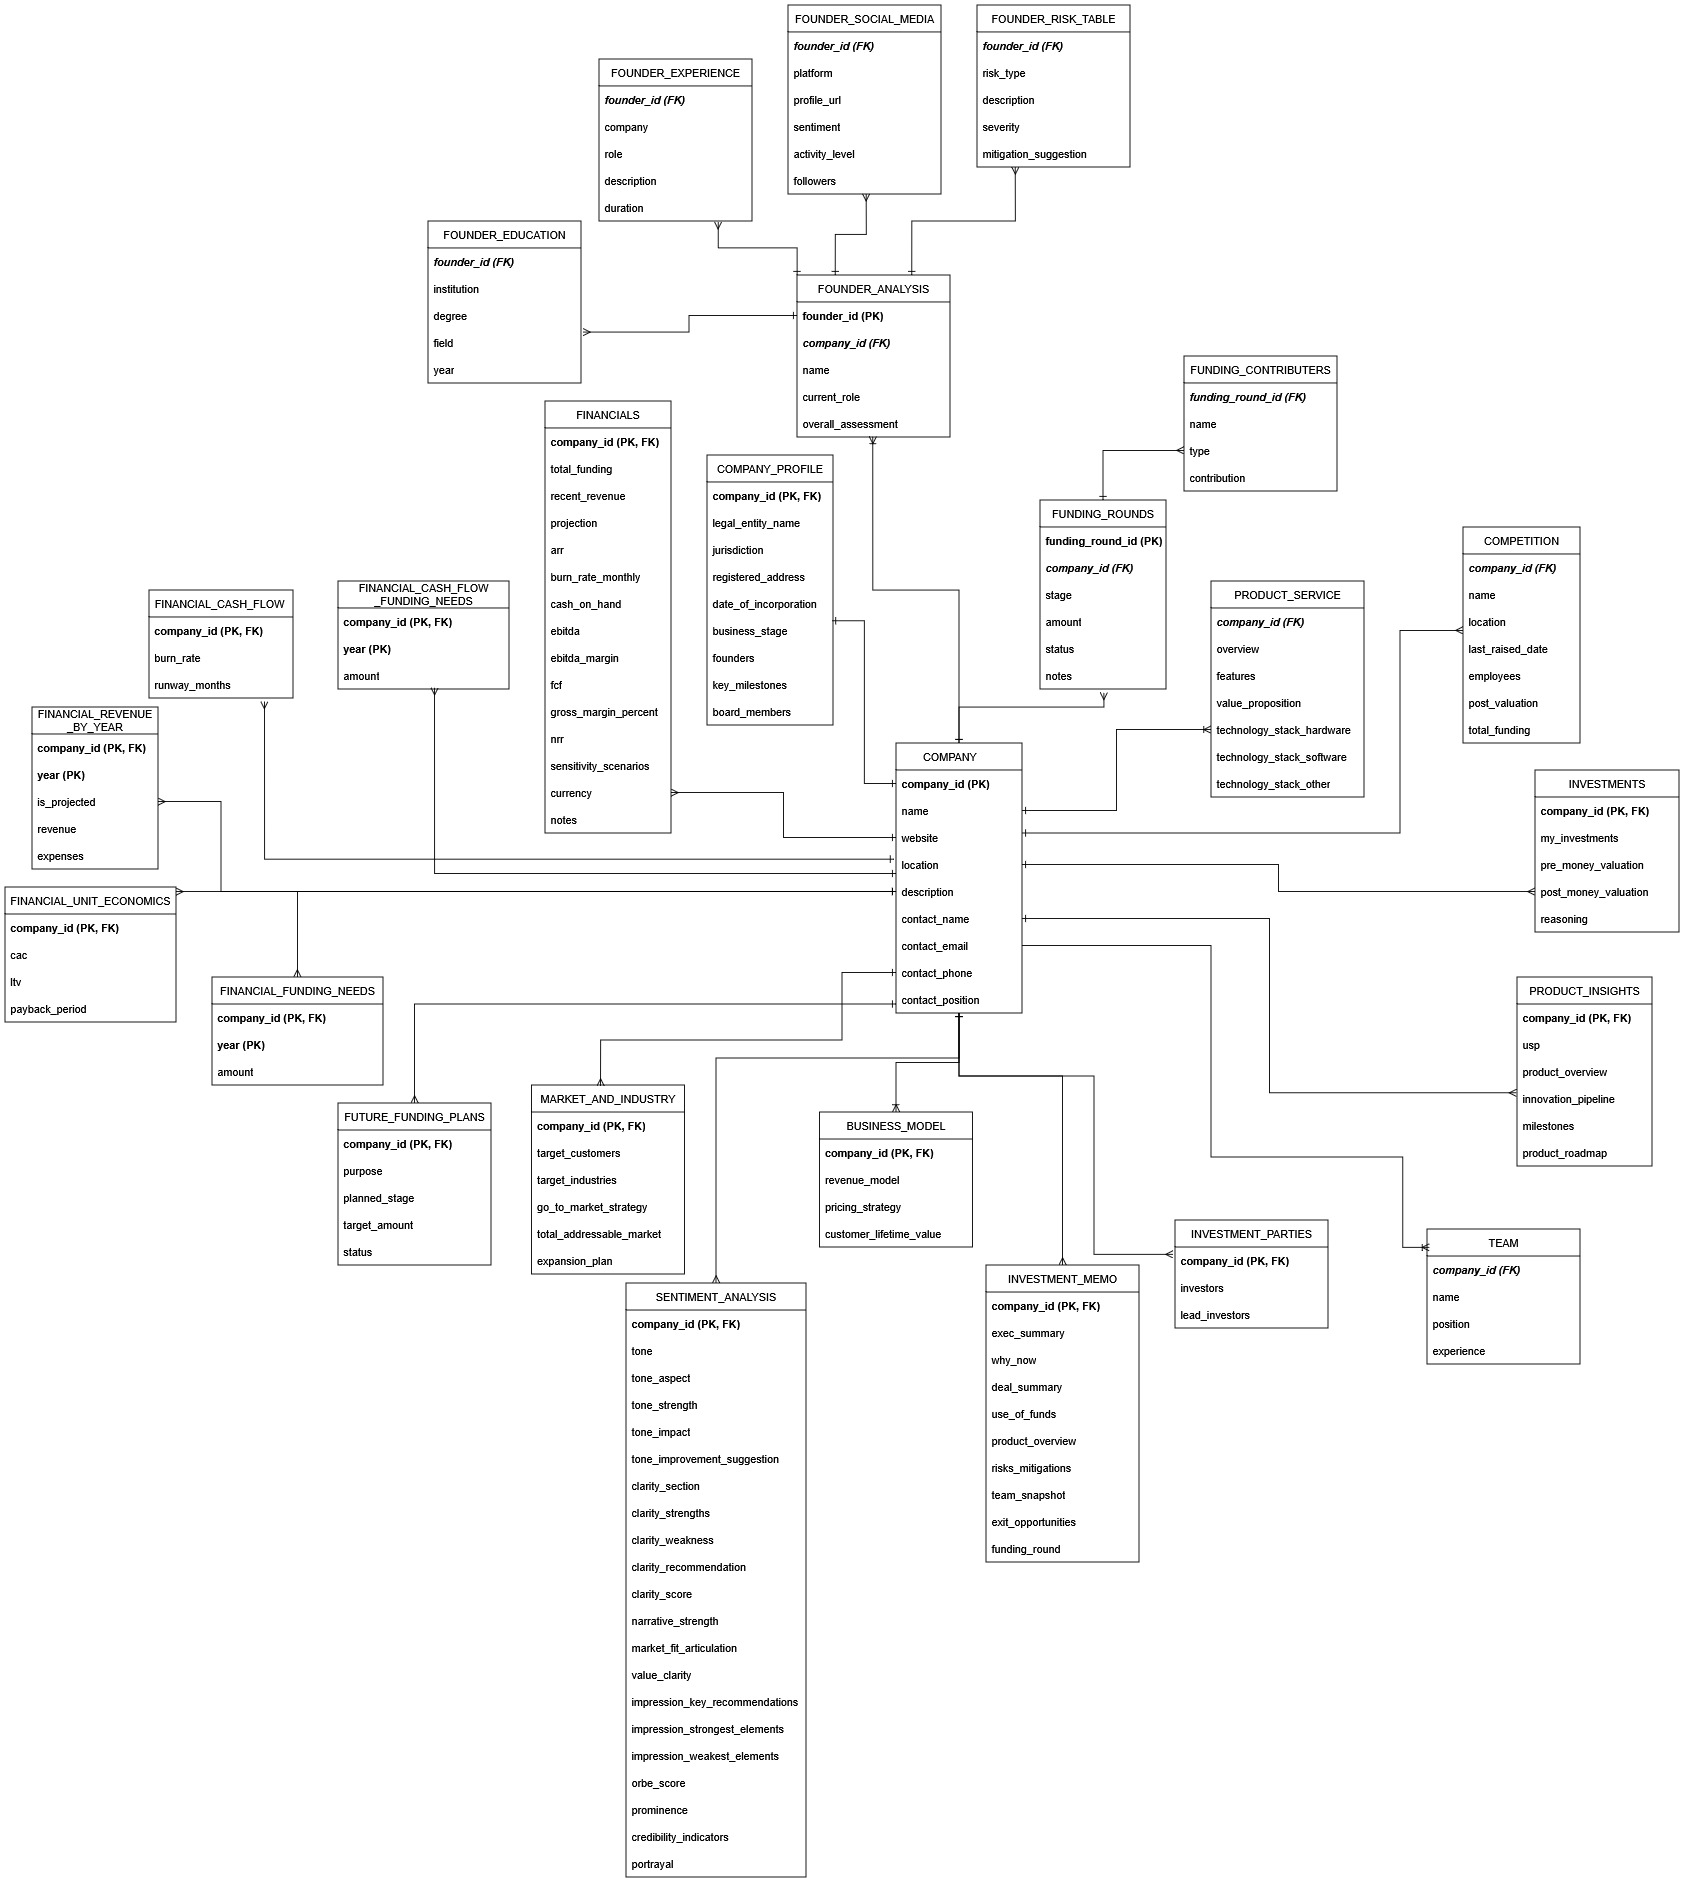 FOUNDER_SOCIAL_MEDIA
founder_id (FK)
platform
profile_url
sentiment
activity_level
followers
FOUNDER_RISK_TABLE
founder_id (FK)
risk_type
description
severity
mitigation_suggestion
FOUNDER_EXPERIENCE
founder_id (FK)
company
role
description
duration
FOUNDER_EDUCATION
founder_id (FK)
institution
degree
field
year
FOUNDER_ANALYSIS
founder_id (PK)
company_id (FK)
name
current_role
overall_assessment
FUNDING_CONTRIBUTERS
funding_round_id (FK)
name
type
contribution
FINANCIALS
company_id (PK, FK)
total_funding
recent_revenue
projection
arr
burn_rate_monthly
cash_on_hand
ebitda
ebitda_margin
fcf
gross_margin_percent
nrr
sensitivity_scenarios
currency
notes
COMPANY_PROFILE
company_id (PK, FK)
legal_entity_name
jurisdiction
registered_address
date_of_incorporation
business_stage
founders
key_milestones
board_members
FUNDING_ROUNDS
funding_round_id (PK)
company_id (FK)
stage
amount
status
notes
COMPETITION
company_id (FK)
name
location
last_raised_date
employees
post_valuation
total_funding
PRODUCT_SERVICE
company_id (FK)
overview
features
value_proposition
technology_stack_hardware
technology_stack_software
technology_stack_other
FINANCIAL_CASH_FLOW
company_id (PK, FK)
burn_rate
runway_months
FINANCIAL_CASH_FLOW
_FUNDING_NEEDS
company_id (PK, FK)
year (PK)
amount
FINANCIAL_REVENUE
_BY_YEAR
company_id (PK, FK)
year (PK)
is_projected
revenue
expenses
COMPANY
company_id (PK)
name
website
location
description
contact_name
contact_email
contact_phone
contact_position
INVESTMENTS
company_id (PK, FK)
my_investments
pre_money_valuation
post_money_valuation
reasoning
FINANCIAL_UNIT_ECONOMICS
company_id (PK, FK)
cac
ltv
payback_period
FINANCIAL_FUNDING_NEEDS
company_id (PK, FK)
year (PK)
amount
PRODUCT_INSIGHTS
company_id (PK, FK)
usp
product_overview
innovation_pipeline
milestones
product_roadmap
FUTURE_FUNDING_PLANS
company_id (PK, FK)
purpose
planned_stage
target_amount
status
MARKET_AND_INDUSTRY
company_id (PK, FK)
target_customers
target_industries
go_to_market_strategy
total_addressable_market
expansion_plan
BUSINESS_MODEL
company_id (PK, FK)
revenue_model
pricing_strategy
customer_lifetime_value
INVESTMENT_PARTIES
company_id (PK, FK)
investors
lead_investors
TEAM
company_id (FK)
name
position
experience
INVESTMENT_MEMO
company_id (PK, FK)
exec_summary
why_now
deal_summary
use_of_funds
product_overview
risks_mitigations
team_snapshot
exit_opportunities
funding_round
SENTIMENT_ANALYSIS
company_id (PK, FK)
tone
tone_aspect
tone_strength
tone_impact
tone_improvement_suggestion
clarity_section
clarity_strengths
clarity_weakness
clarity_recommendation
clarity_score
narrative_strength
market_fit_articulation
value_clarity
impression_key_recommendations
impression_strongest_elements
impression_weakest_elements
orbe_score
prominence
credibility_indicators
portrayal